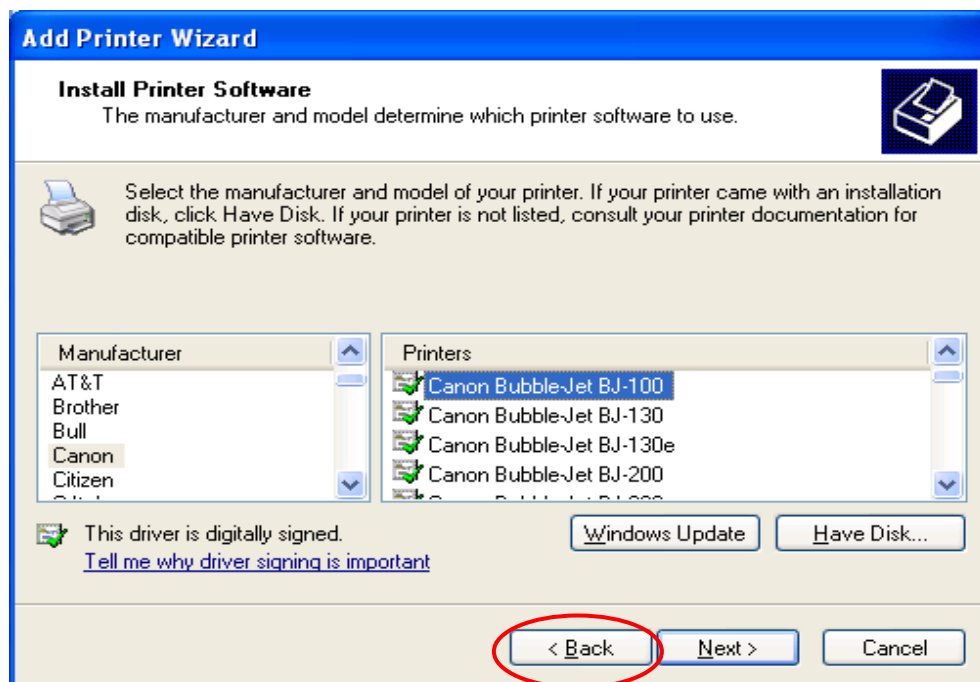 Add Printer Wizard
Install Printer Software
The manufacturer and model determine which printer software to use.
Select the manufacturer and model of your printer. If your printer came with an installation
disk, click Have Disk. If your printer is not listed, consult your printer documentation for
compatible printer software.
Manufacturer
AT&T
Brother
Bull
Canon
Citizen
Printers
Canon Bubble-Jet BJ-100
Canon Bubble-Jet BJ-130
Canon Bubble-Jet BJ-130e
Canon Bubble-Jet BJ-200
This driver is digitally signed.
Tell me why driver signing is important
Windows Update
Have Disk...
< Back
Next >
Cancel